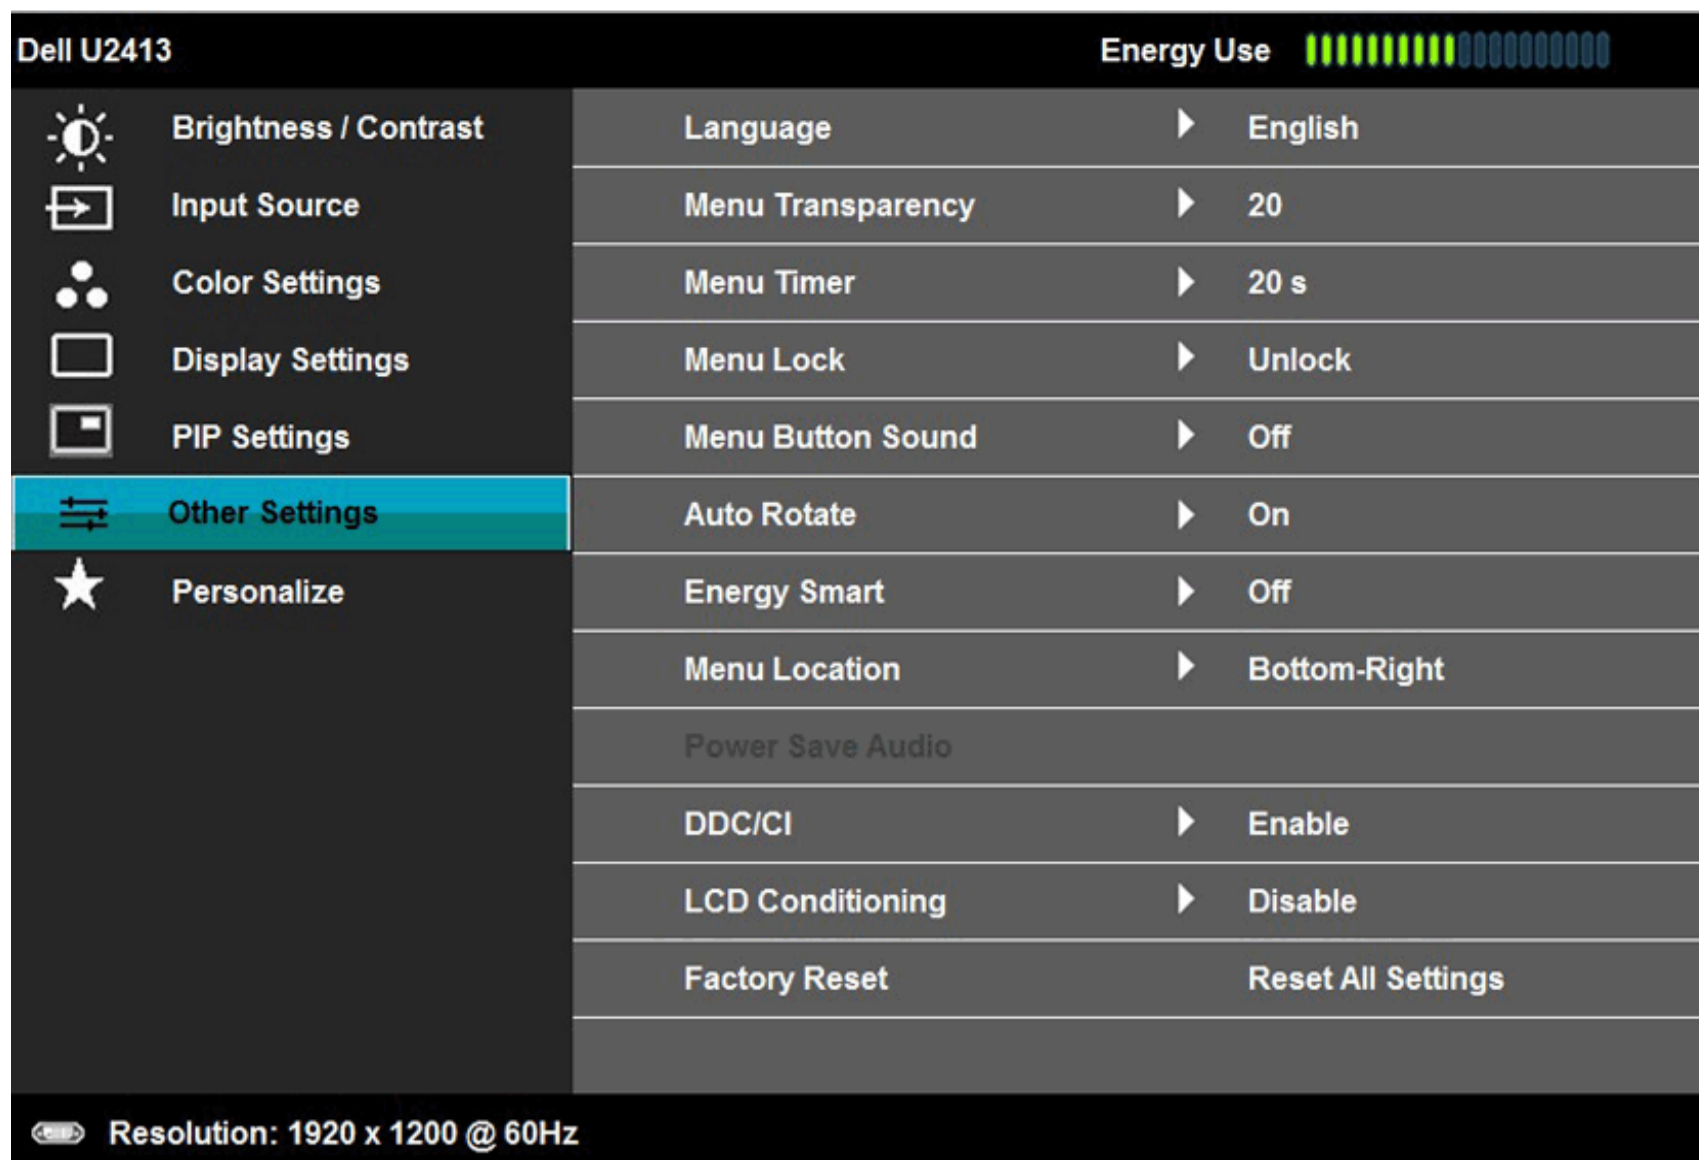 Dell U2413 Energy Use
Brightness / Contrast Language English
Input Source Menu Transparency 20
Color Settings Menu Timer 20 s
Display Settings Menu Lock Unlock
PIP Settings Menu Button Sound Off
Other Settings Auto Rotate On
Personalize Energy Smart Off
Menu Location Bottom-Right
Power Save Audio
DDC/CI Enable
LCD Conditioning Disable
Factory Reset Reset All Settings
Resolution: 1920 x 1200 @ 60Hz